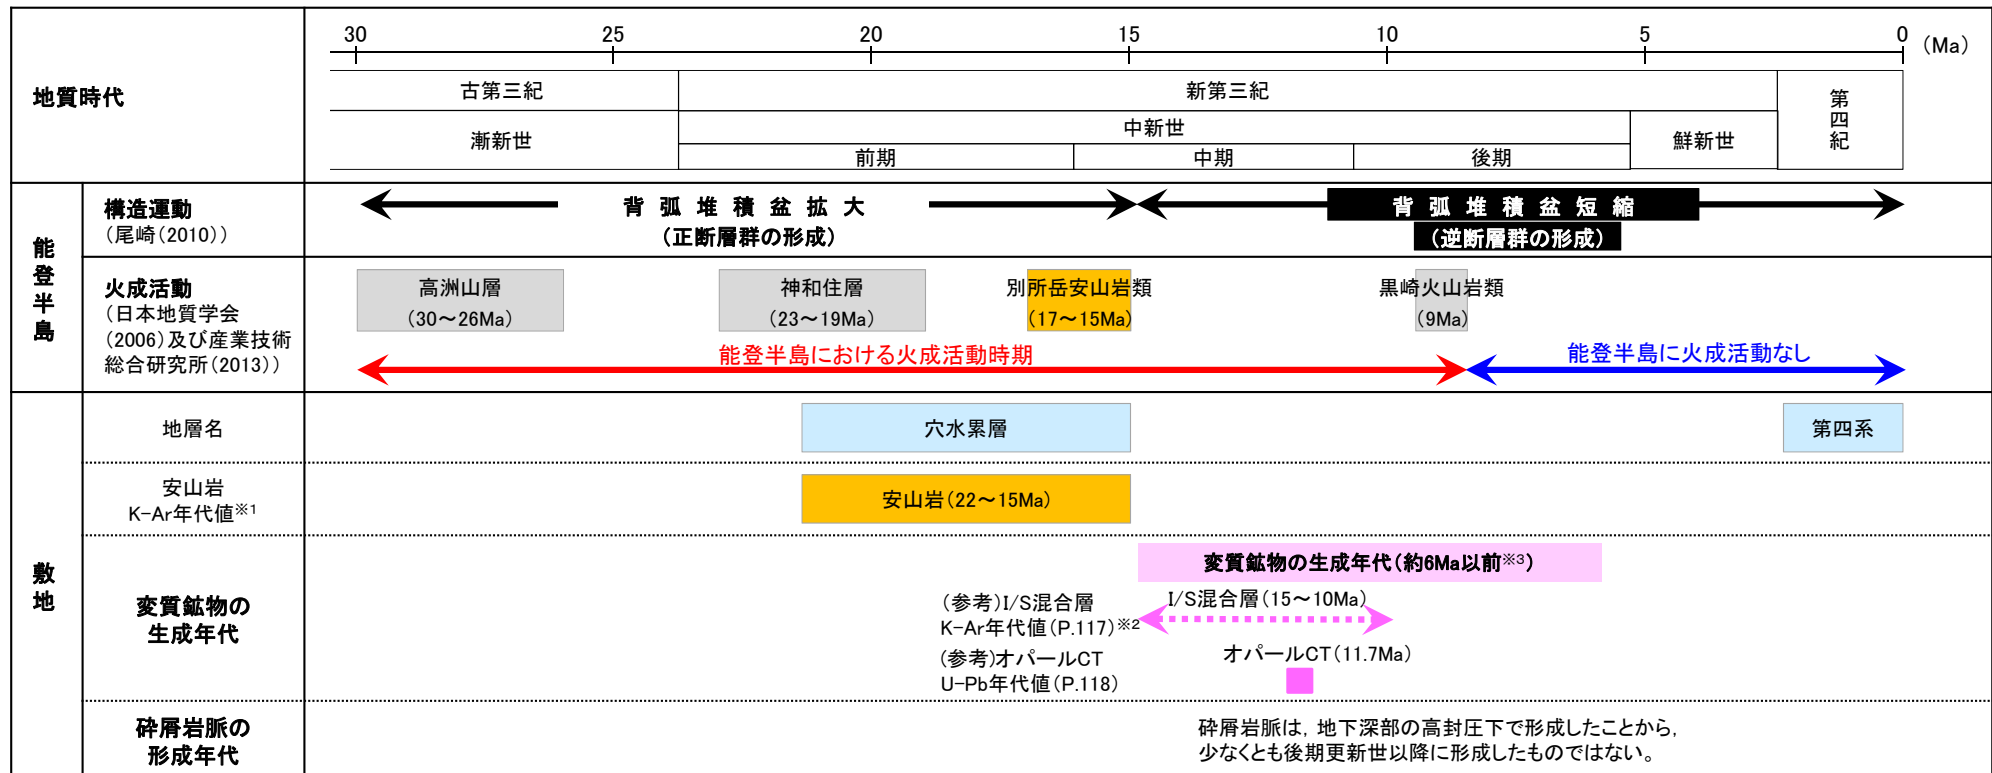 30 25 20 15 10 5 0 (Ma)
地質時代
古第三紀 新第三紀 第四紀
漸新世 中新世 鮮新世
前期 中期 後期
能登半島
構造運動
(尾崎(2010))
背弧堆積盆拡大
(正断層群の形成)
背弧堆積盆短縮
(逆断層群の形成)
火成活動
(日本地質学会
(2006)及び産業技術
総合研究所(2013))
高洲山層
(30～26Ma)
神和住層
(23～19Ma)
別所岳安山岩類
(17～15Ma)
黒崎火山岩類
(9Ma)
能登半島における火成活動時期
能登半島に火成活動なし
敷地
地層名
穴水累層
第四系
安山岩
K-Ar年代値※1
安山岩(22～15Ma)
変質鉱物の
生成年代
変質鉱物の生成年代(約6Ma以前※3)
(参考)I/S混合層
K-Ar年代値(P.117)※2
I/S混合層(15～10Ma)
(参考)オパールCT
U-Pb年代値(P.118)
オパールCT(11.7Ma)
砕屑岩脈の
形成年代
砕屑岩脈は，地下深部の高封圧下で形成したことから，
少なくとも後期更新世以降に形成したものではない。